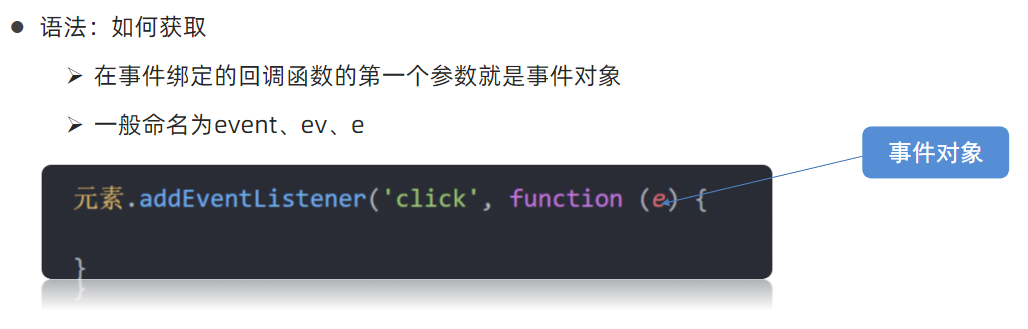 语法：如何获取
在事件绑定的回调函数的第一个参数就是事件对象
一般命名为event、ev、e
事件对象
元素.addEventListener('click', function (e) {
}